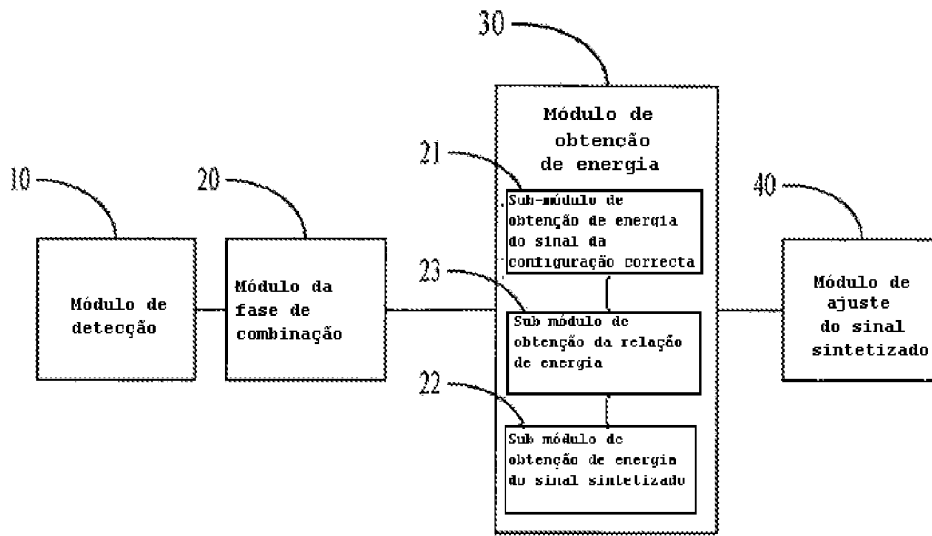 30
Módulo de
obtenção
de energia
21
10
20
40
Sub-módulo de
obtenção de energia
do sinal da
configuração correcta
Módulo de
detecção
Módulo da
fase de
combinação
23
Sub módulo de
obtenção da relação
de energia
Módulo de
ajuste
do sinal
sintetizado
22
Sub módulo de
obtenção de energia
do sinal sintetizado